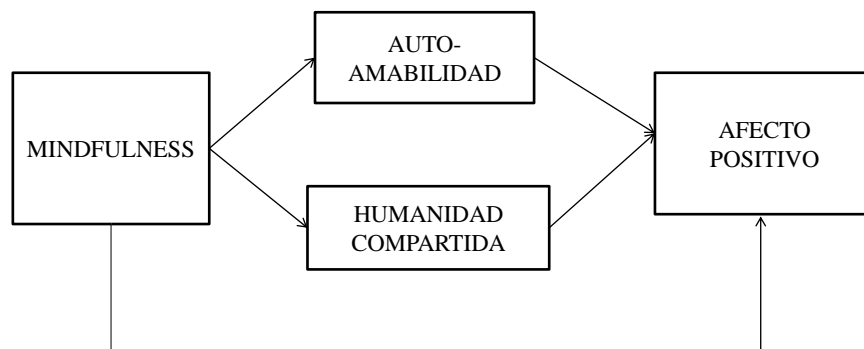 AUTO-
AMABILIDAD
MINDFULNESS
AFECTO
POSITIVO
HUMANIDAD
COMPARTIDA